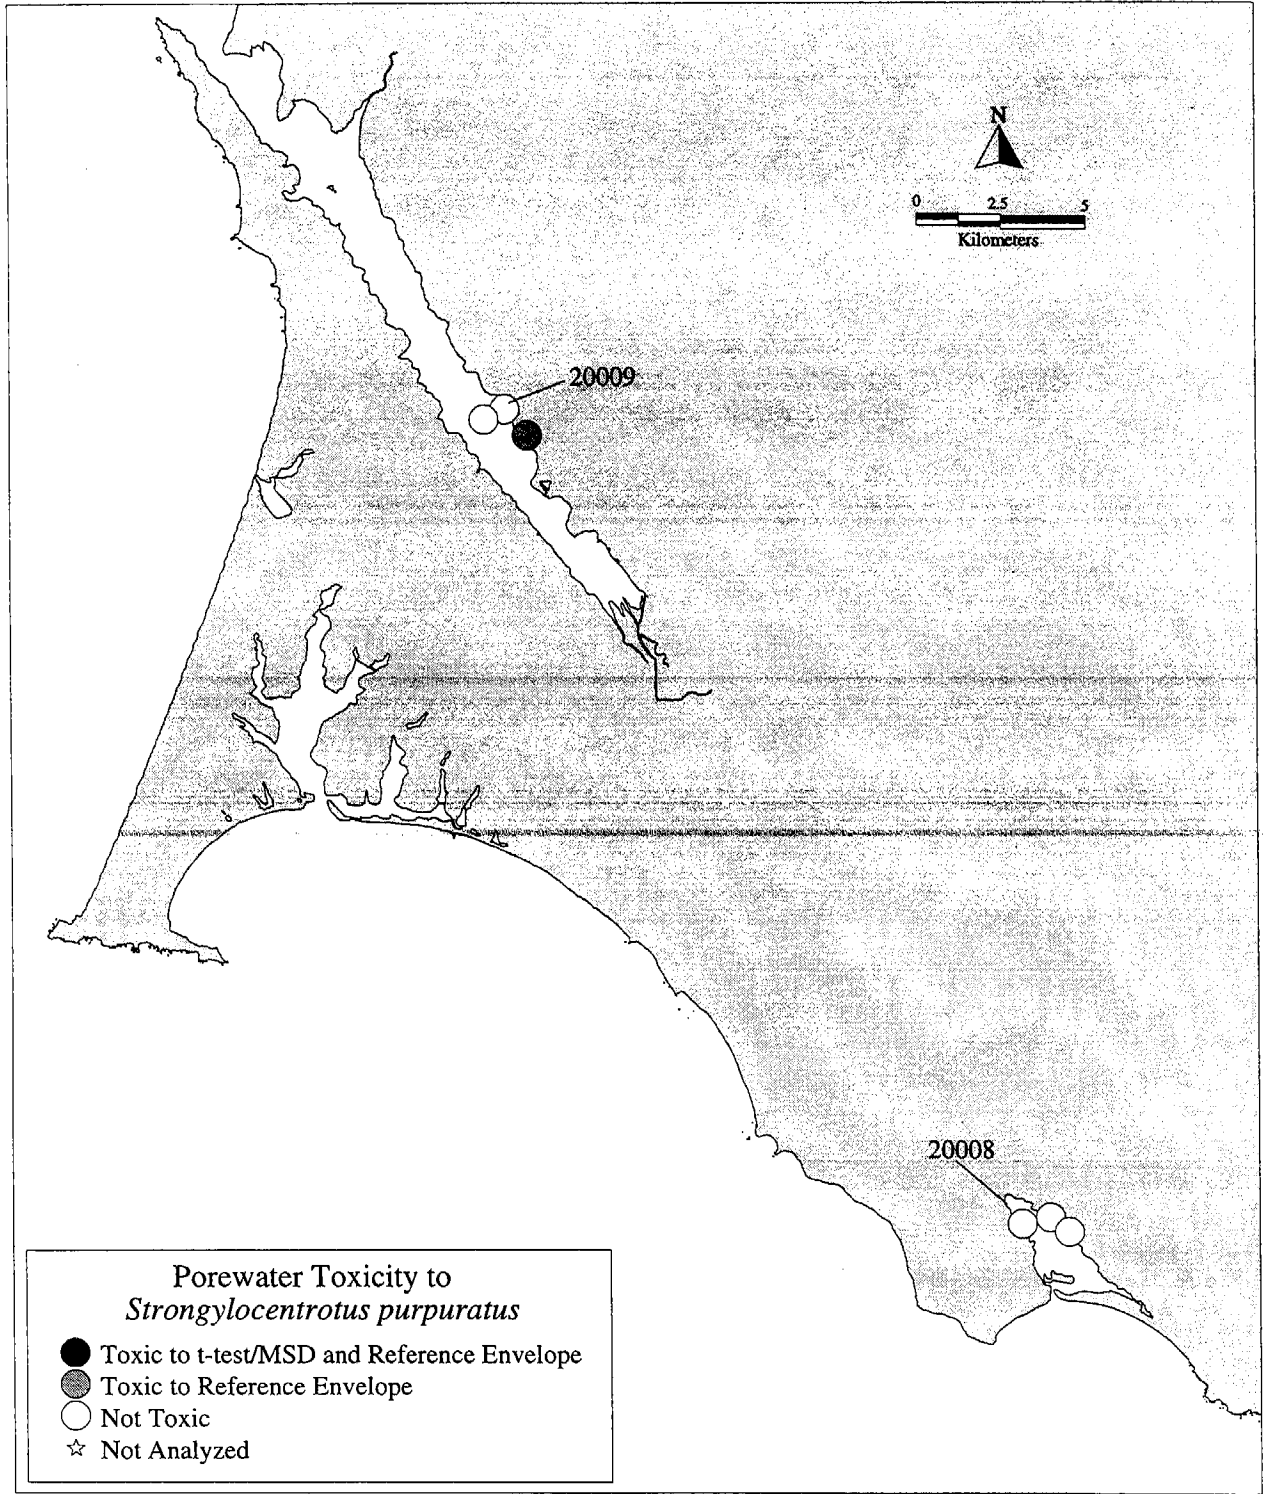 N
0 2.5 5
Kilometers
20009
20008
Porewater Toxicity to
Strongylocentrotus purpuratus
Toxic to t-test/MSD and Reference Envelope
Toxic to Reference Envelope
Not Toxic
Not Analyzed